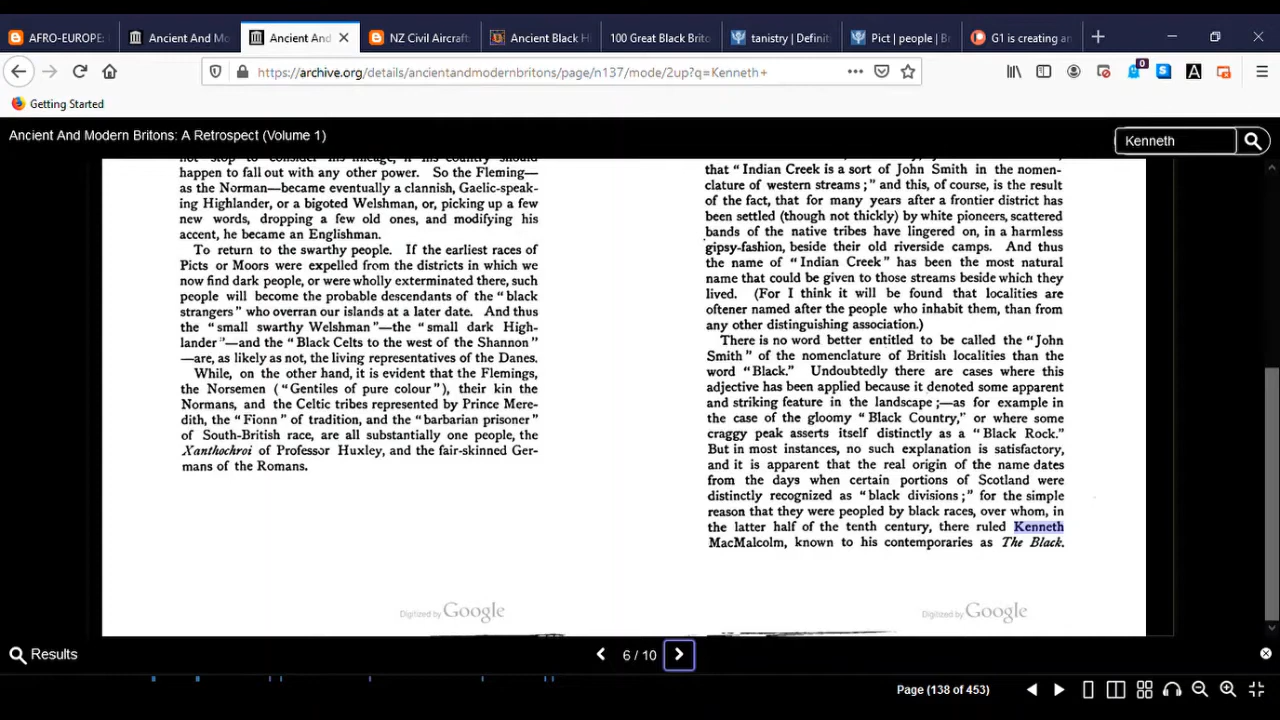 AFRO-EUROPE:
Ancient And Mo
Ancient And
NZ Civil Aircraft
Ancient Black H
100 Great Black Brito
tanistry | Definit
Pict | people | Br
G1 is creating an
https://archive.org/details/ancientandmodernbritons/page/n137/mode/2up?q=Kenneth+
0
S
A
Getting Started
Ancient And Modern Britons: A Retrospect (Volume 1)
Kenneth
not stop to consider his lineage, if his country should
happen to fall out with any other power. So the Fleming—
as the Norman—became eventually a clannish, Gaelic-speak-
ing Highlander, or a bigoted Welshman, or, picking up a few
new words, dropping a few old ones, and modifying his
accent, he became an Englishman.
To return to the swarthy people. If the earliest races of
Picts or Moors were expelled from the districts in which we
now find dark people, or were wholly exterminated there, such
people will become the probable descendants of the "black
strangers" who overran our islands at a later date. And thus
the "small swarthy Welshman"—the "small dark High-
lander"—and the "Black Celts to the west of the Shannon"
—are, as likely as not, the living representatives of the Danes.
While, on the other hand, it is evident that the Flemings,
the Norsemen ("Gentiles of pure colour"), their kin the
Normans, and the Celtic tribes represented by Prince Mere-
dith, the "Fionn" of tradition, and the "barbarian prisoner"
of South-British race, are all substantially one people, the
Xanthochroi of Professor Huxley, and the fair-skinned Ger-
mans of the Romans.
Digitized by Google
that "Indian Creek is a sort of John Smith in the nomen-
clature of western streams;" and this, of course, is the result
of the fact, that for many years after a frontier district has
been settled (though not thickly) by white pioneers, scattered
bands of the native tribes have lingered on, in a harmless
gipsy-fashion, beside their old riverside camps. And thus
the name of "Indian Creek" has been the most natural
name that could be given to those streams beside which they
lived. (For I think it will be found that localities are
oftener named after the people who inhabit them, than from
any other distinguishing association.)
There is no word better entitled to be called the "John
Smith" of the nomenclature of British localities than the
word "Black." Undoubtedly there are cases where this
adjective has been applied because it denoted some apparent
and striking feature in the landscape;—as for example in
the case of the gloomy "Black Country," or where some
craggy peak asserts itself distinctly as a "Black Rock."
But in most instances, no such explanation is satisfactory,
and it is apparent that the real origin of the name dates
from the days when certain portions of Scotland were
distinctly recognized as "black divisions;" for the simple
reason that they were peopled by black races, over whom, in
the latter half of the tenth century, there ruled Kenneth
MacMalcolm, known to his contemporaries as The Black.
Digitized by Google
Results
6 / 10
Page (138 of 453)